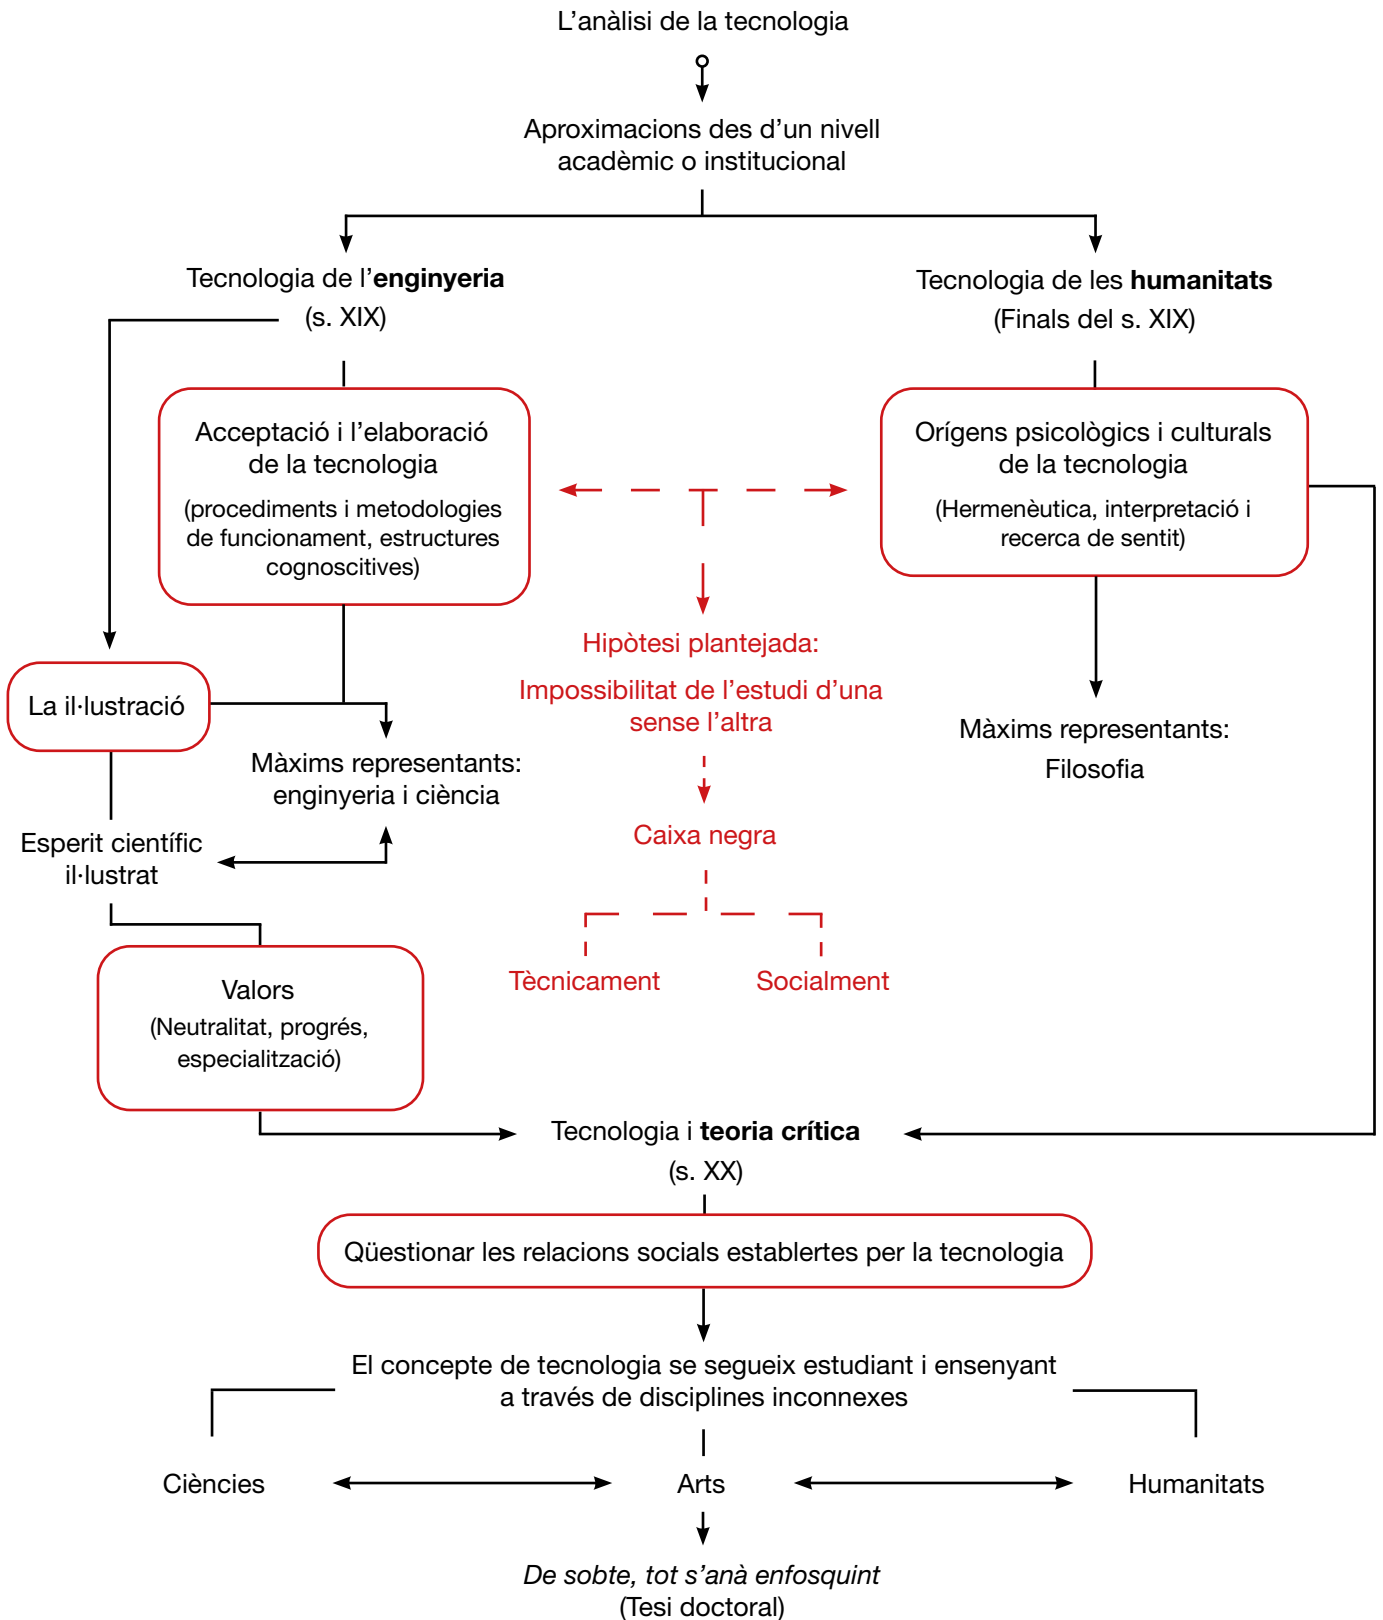 L’anàlisi de la tecnologia
Aproximacions des d’un nivell
acadèmic o institucional
Tecnologia de l’enginyeria
(s. XIX)
Tecnologia de les humanitats
(Finals del s. XIX)
Acceptació i l’elaboració
de la tecnologia
(procediments i metodologies
de funcionament, estructures
cognoscitives)
Orígens psicològics i culturals
de la tecnologia
(Hermenèutica, interpretació i
recerca de sentit)
Hipòtesi plantejada:
Impossibilitat de l’estudi d’una
sense l’altra
La il·lustració
Màxims representants:
enginyeria i ciència
Màxims representants:
Filosofia
Caixa negra
Esperit científic
il·lustrat
Tècnicament
Socialment
Valors
(Neutralitat, progrés,
especialització)
Tecnologia i teoria crítica
(s. XX)
Qüestionar les relacions socials establertes per la tecnologia
El concepte de tecnologia se segueix estudiant i ensenyant
a través de disciplines inconnexes
Ciències
Arts
Humanitats
De sobte, tot s’anà enfosquint
(Tesi doctoral)